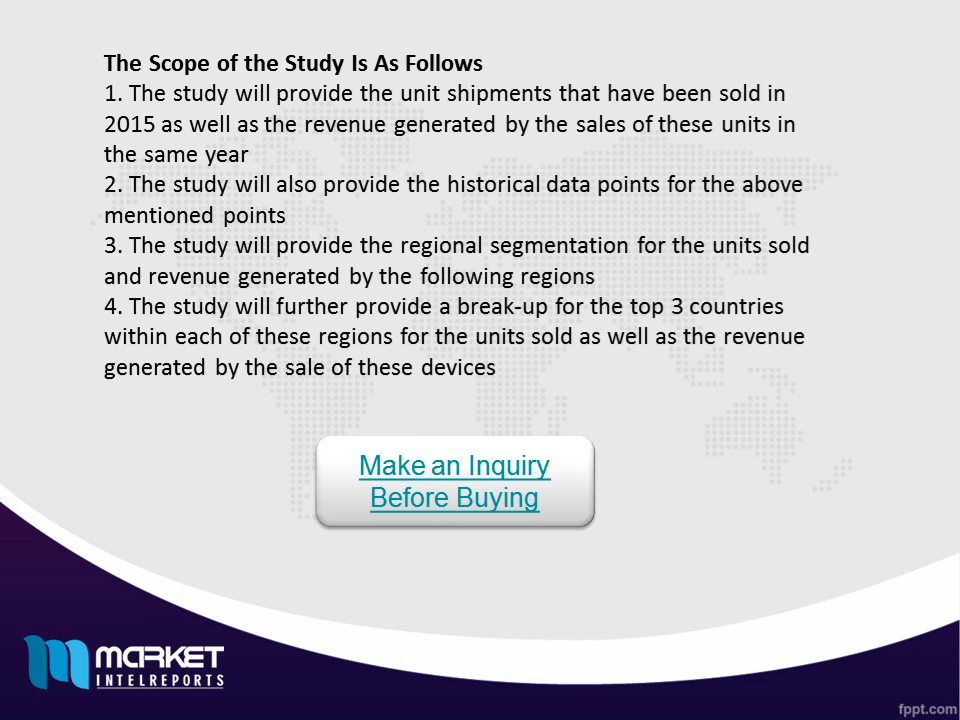 The Scope of the Study Is As Follows
1. The study will provide the unit shipments that have been sold in
2015 as well as the revenue generated by the sales of these units in
the same year
2. The study will also provide the historical data points for the above
mentioned points
3. The study will provide the regional segmentation for the units sold
and revenue generated by the following regions
4. The study will further provide a break-up for the top 3 countries
within each of these regions for the units sold as well as the revenue
generated by the sale of these devices
Make an Inquiry
Before Buying
MARKET
INTELREPORTS
fppt.com